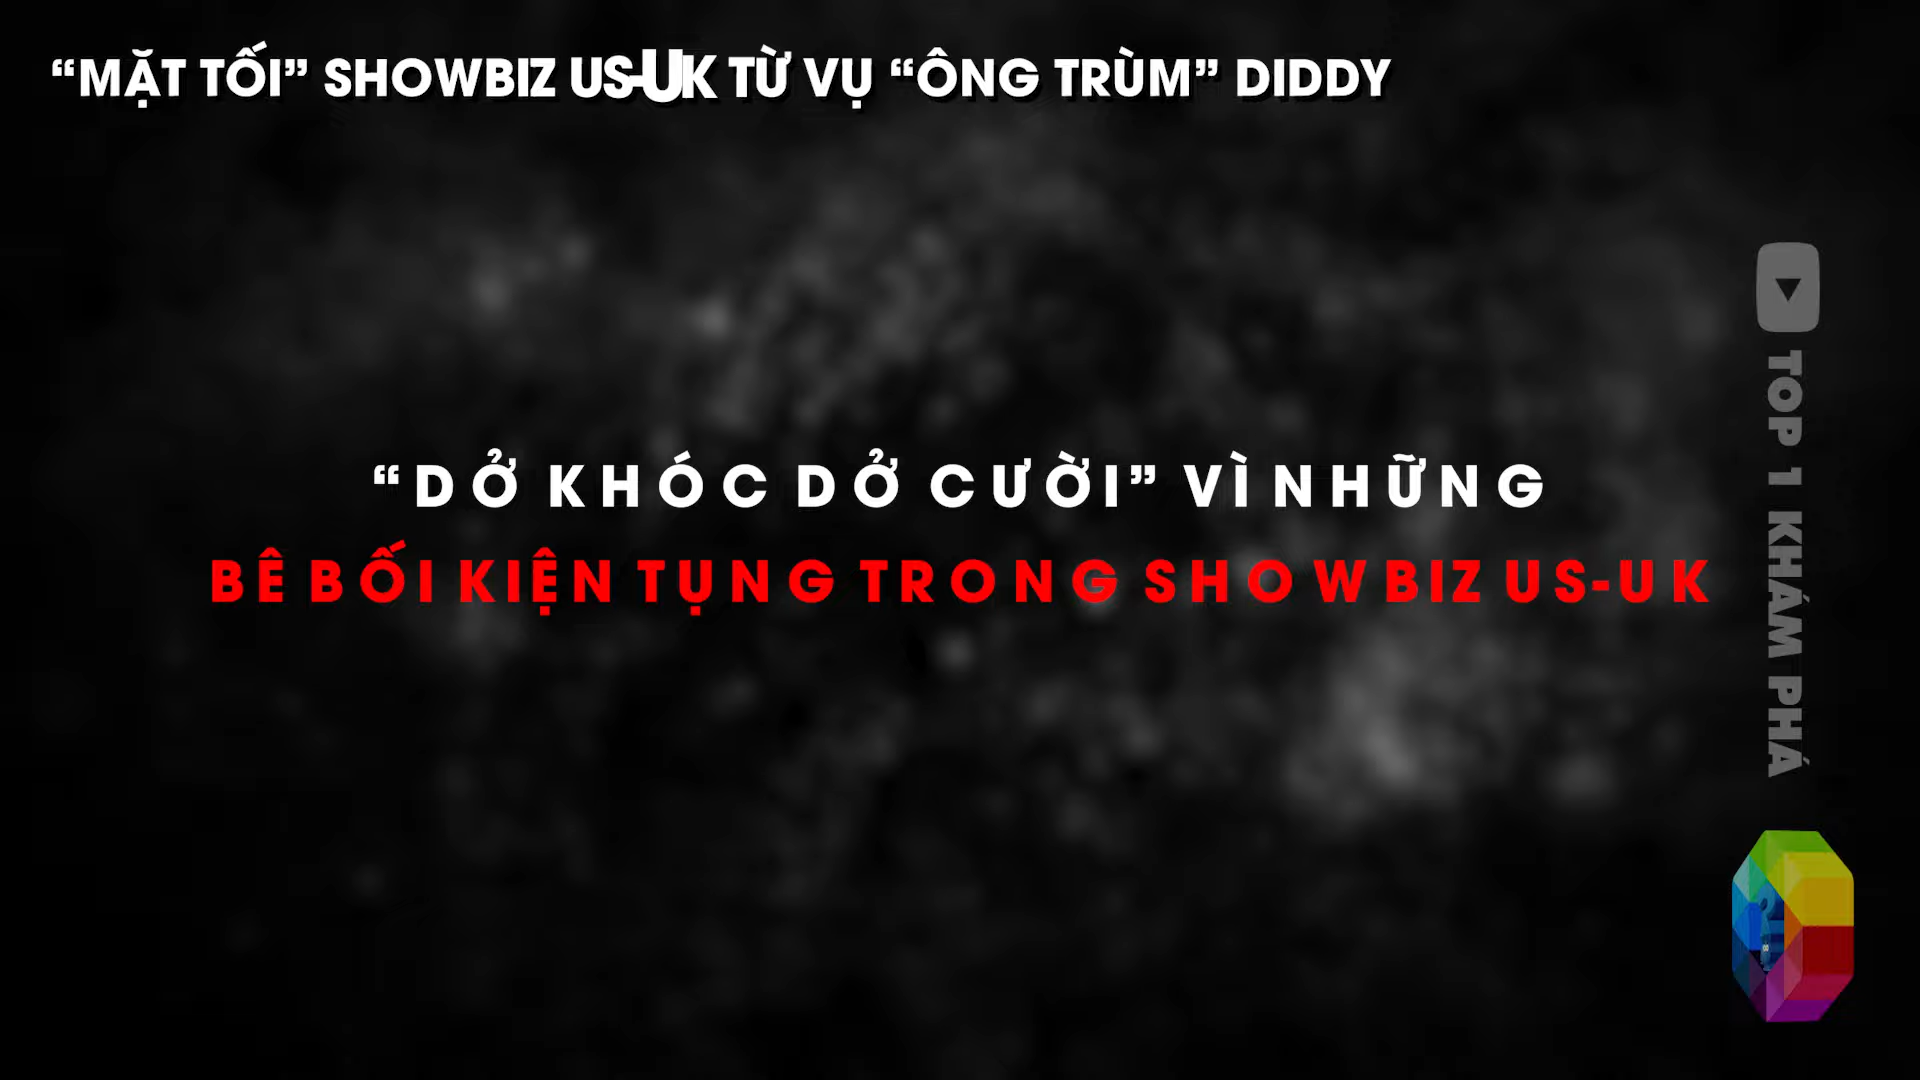 “MẶT TỐI” SHOWBIZ US-UK TỪ VỤ “ÔNG TRÙM” DIDDY
“DỞ KHÓC DỞ CƯỜI” VÌ NHỮNG
BÊ BỐI KIỆN TỤNG TRONG SHOWBIZ US-UK
TOP 1 KHÁM PHÁ